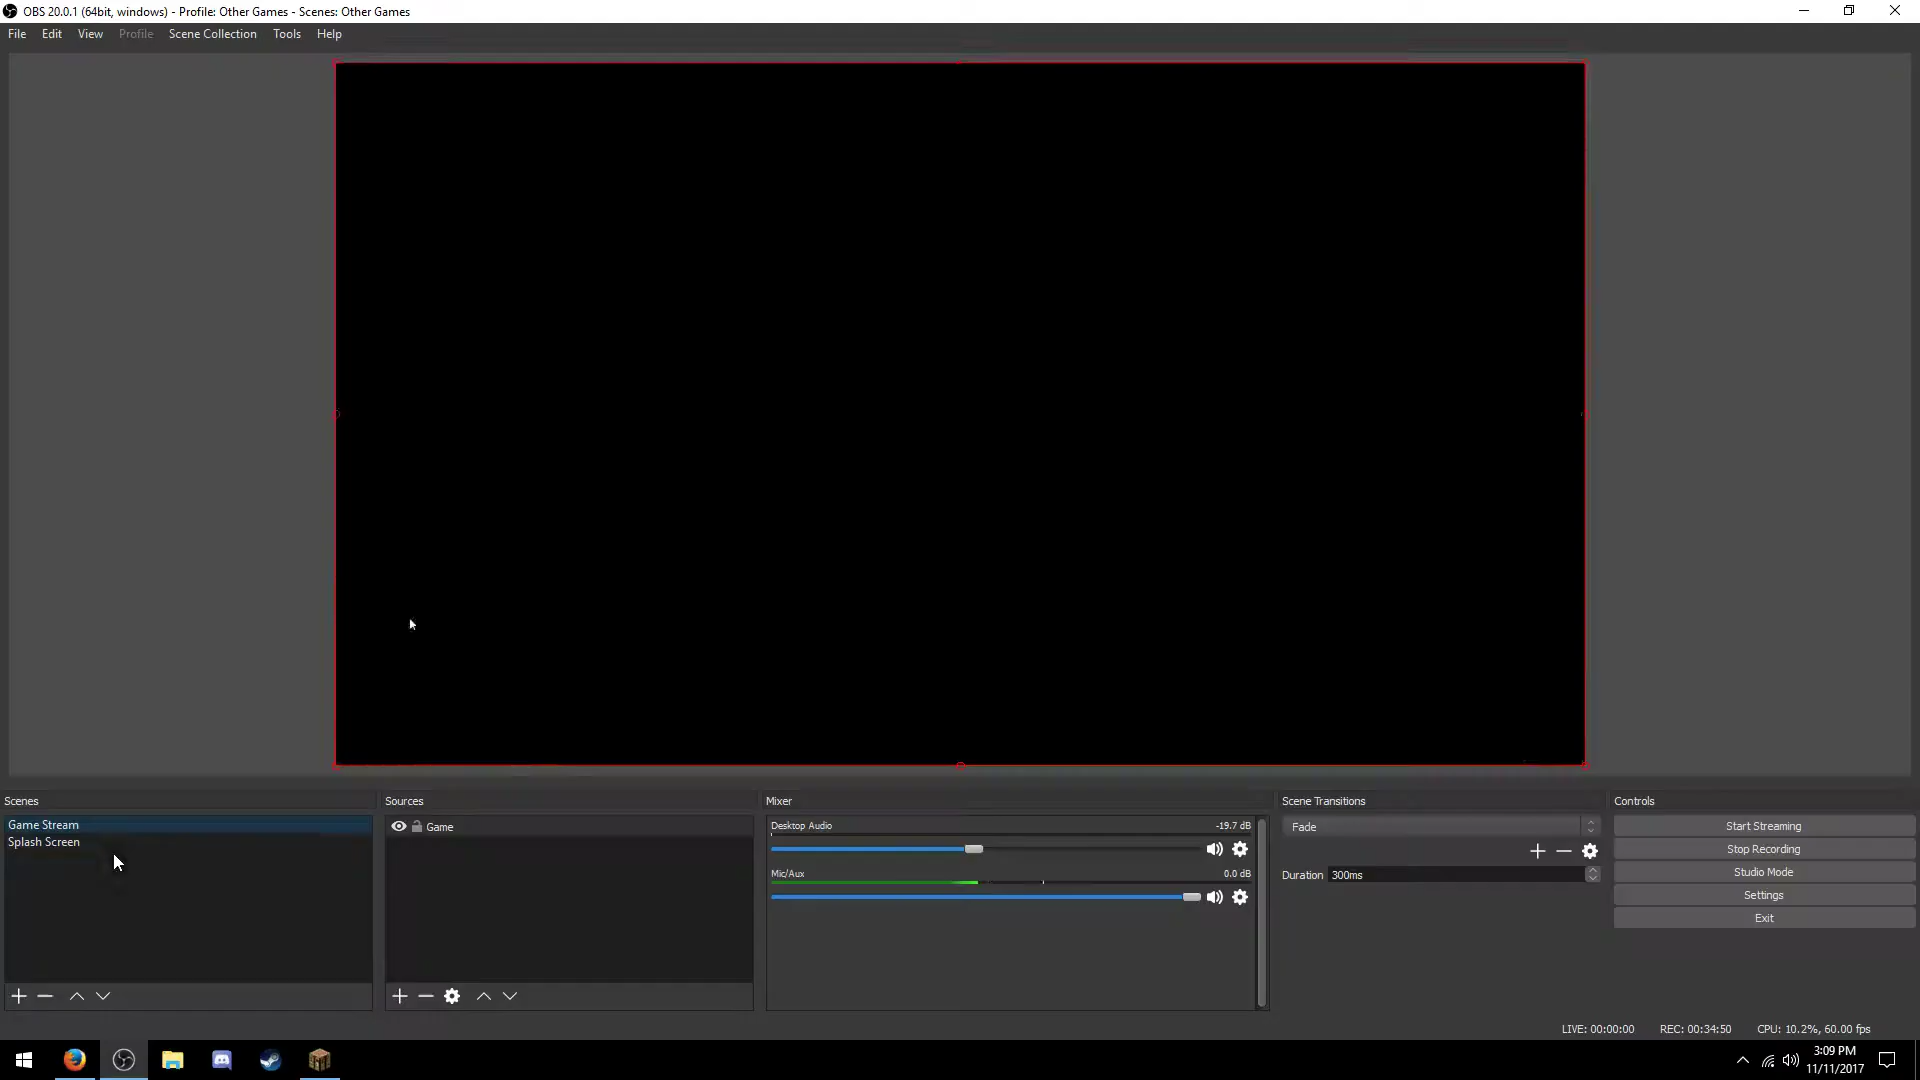 OBS 20.0.1 (64bit, windows) - Profile: Other Games - Scenes: Other Games
File Edit View Profile Scene Collection Tools Help
Scenes
Game Stream
Splash Screen
Sources
Game
Mixer
Desktop Audio -19.7 dB
Mic/Aux 0.0 dB
Scene Transitions
Fade
Duration 300ms
Controls
Start Streaming
Stop Recording
Studio Mode
Settings
Exit
LIVE: 00:00:00 REC: 00:34:50 CPU: 10.2%, 60.00 fps
3:09 PM
11/11/2017